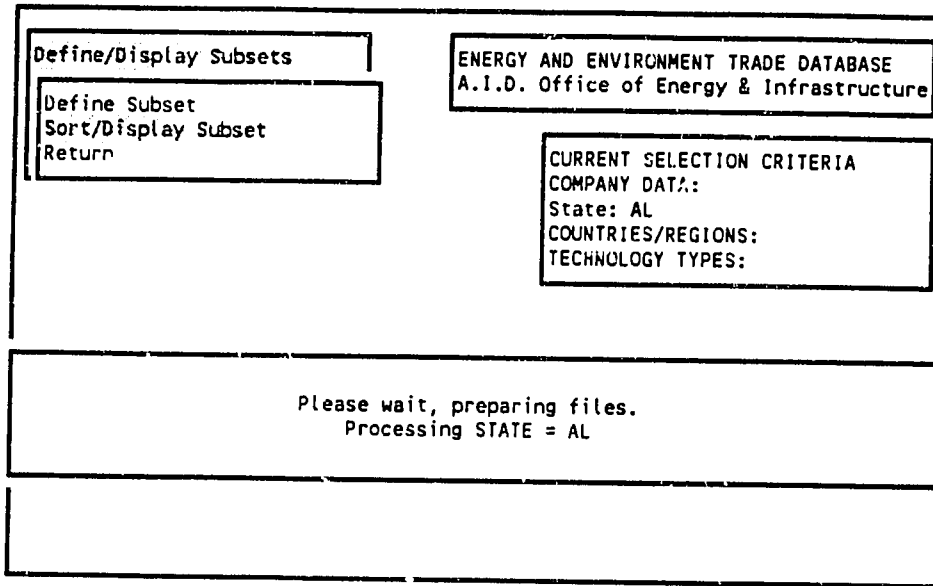 Define/Display Subsets
Define Subset
Sort/Display Subset
Return
ENERGY AND ENVIRONMENT TRADE DATABASE
A.I.D. Office of Energy & Infrastructure
CURRENT SELECTION CRITERIA
COMPANY DATA:
State: AL
COUNTRIES/REGIONS:
TECHNOLOGY TYPES:
Please wait, preparing files.
Processing STATE = AL